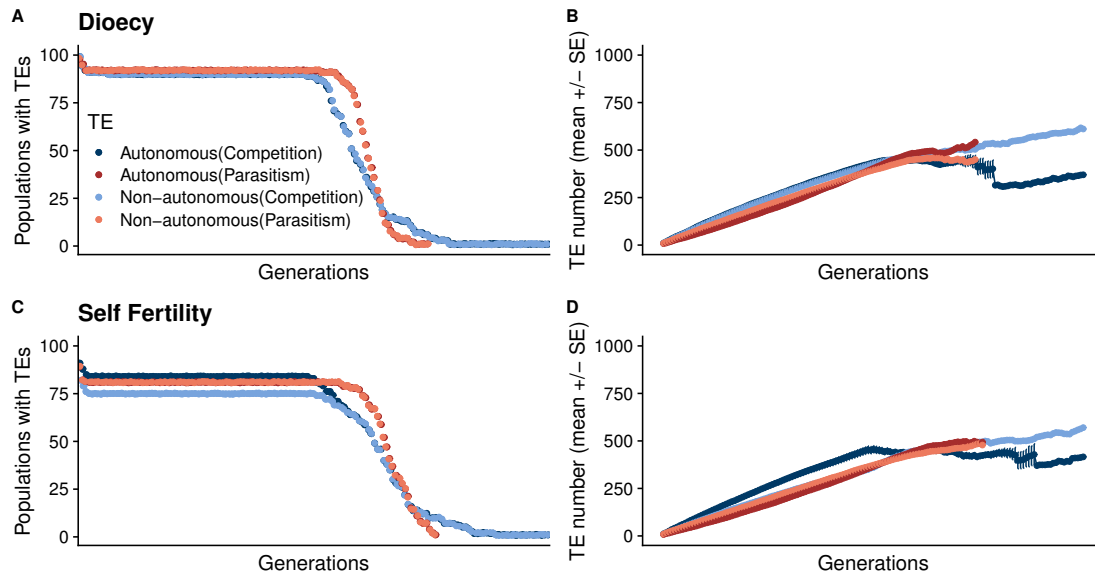 A
Dioecy
Populations with TEs
100
75
50
25
0
TE
Autonomous(Competition)
Autonomous(Parasitism)
Non−autonomous(Competition)
Non−autonomous(Parasitism)
Generations
B
TE number (mean +/− SE)
1000
750
500
250
0
Generations
C
Self Fertility
Populations with TEs
100
75
50
25
0
Generations
D
TE number (mean +/− SE)
1000
750
500
250
0
Generations